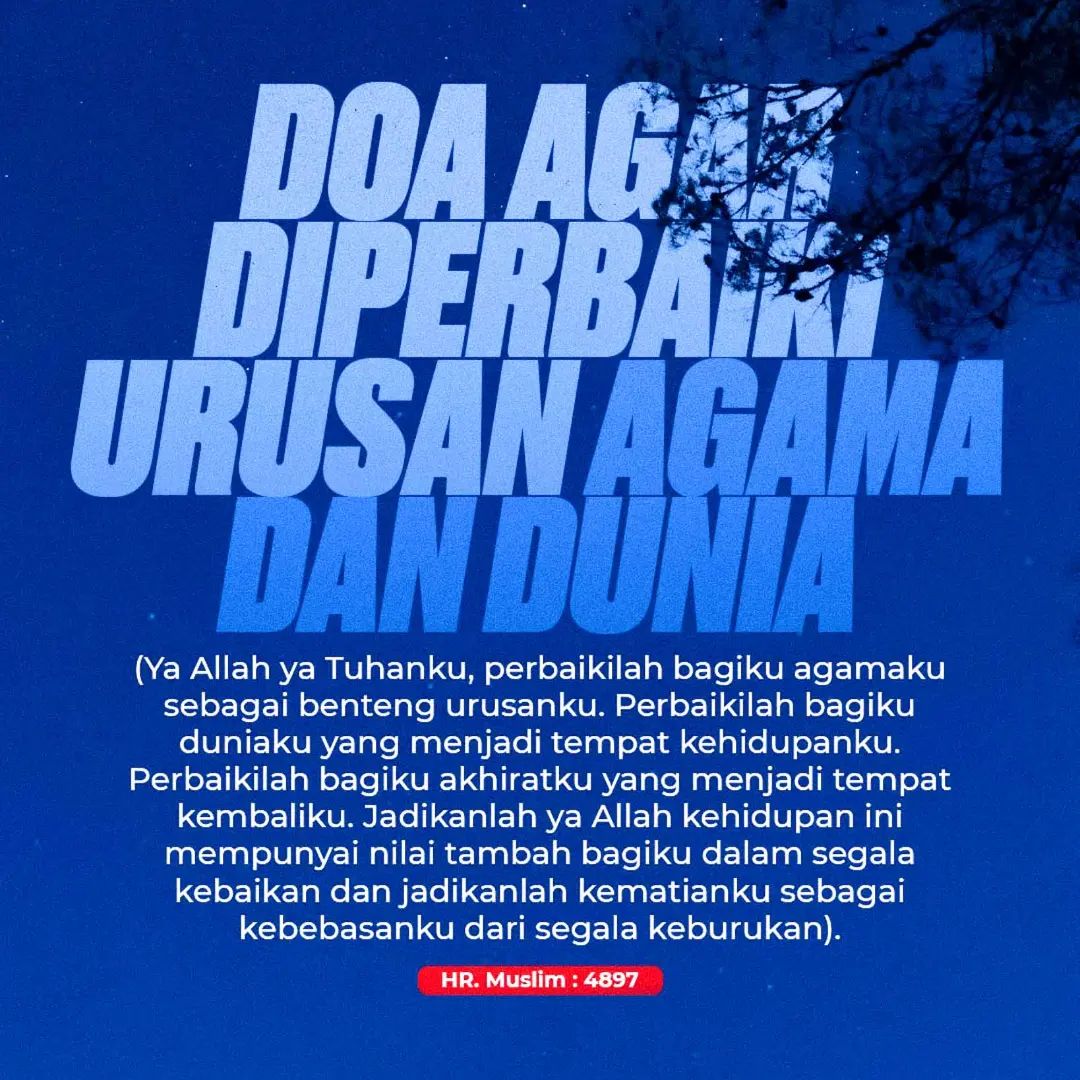 DOA AGAR
DIPERBAIKI
URUSAN AGAMA
DAN DUNIA
(Ya Allah ya Tuhanku, perbaikilah bagiku agamaku
sebagai benteng urusanku. Perbaikilah bagiku
duniaku yang menjadi tempat kehidupanku.
Perbaikilah bagiku akhiratku yang menjadi tempat
kembaliku. Jadikanlah ya Allah kehidupan ini
mempunyai nilai tambah bagiku dalam segala
kebaikan dan jadikanlah kematianku sebagai
kebebasanku dari segala keburukan).
HR. Muslim : 4897